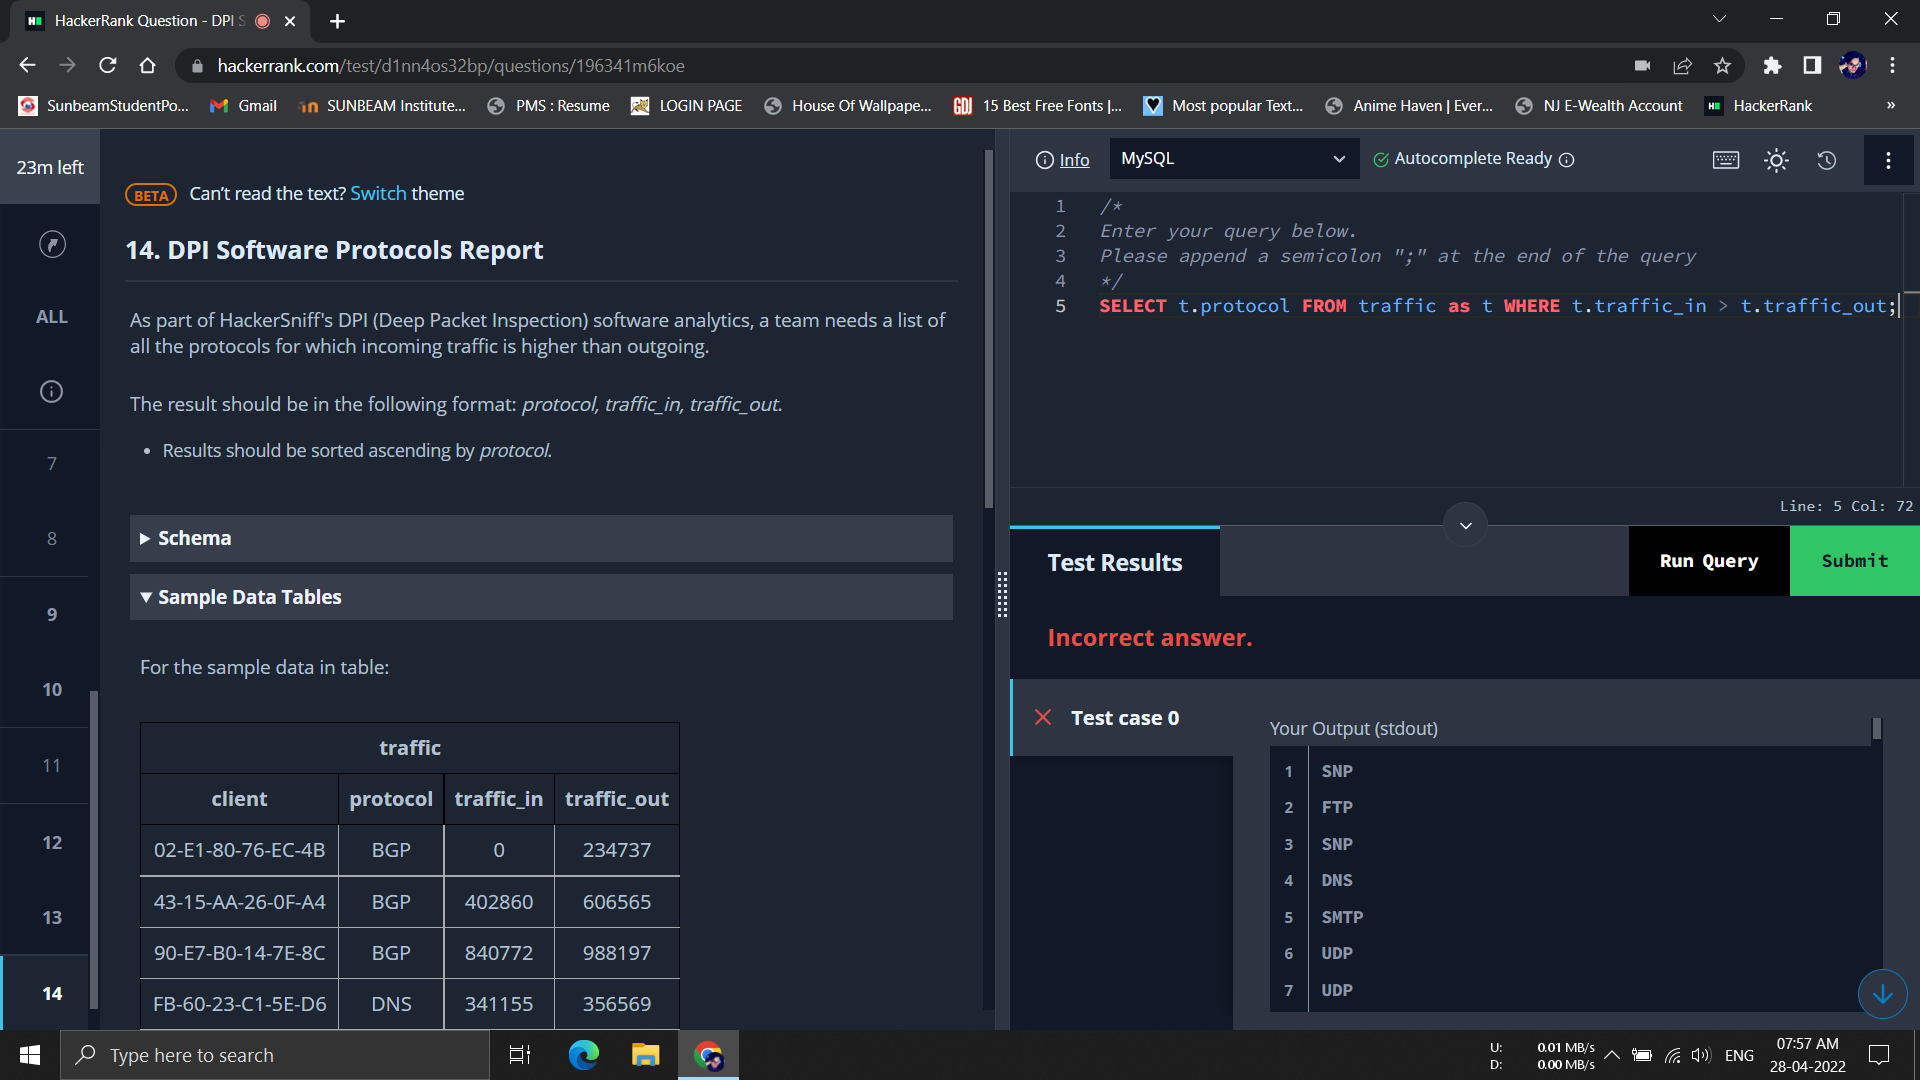 HackerRank Question - DPI S
hackerrank.com/test/d1nn4os32bp/questions/196341m6koe
SunbeamStudentPo...
Gmail
SUNBEAM Institute...
PMS : Resume
LOGIN PAGE
House Of Wallpape...
15 Best Free Fonts |...
Most popular Text...
Anime Haven | Ever...
NJ E-Wealth Account
HackerRank
»
23m left
ALL
7
8
9
10
11
12
13
14
BETA Can't read the text? Switch theme
14. DPI Software Protocols Report
As part of HackerSniff's DPI (Deep Packet Inspection) software analytics, a team needs a list of
all the protocols for which incoming traffic is higher than outgoing.
The result should be in the following format: protocol, traffic_in, traffic_out.
• Results should be sorted ascending by protocol.
Schema
Sample Data Tables
For the sample data in table:
traffic
client protocol traffic_in traffic_out
02-E1-80-76-EC-4B BGP 0 234737
43-15-AA-26-0F-A4 BGP 402860 606565
90-E7-B0-14-7E-8C BGP 840772 988197
FB-60-23-C1-5E-D6 DNS 341155 356569
Info
MySQL
Autocomplete Ready
1 /*
2 Enter your query below.
3 Please append a semicolon ";" at the end of the query
4 */
5 SELECT t.protocol FROM traffic as t WHERE t.traffic_in > t.traffic_out;
Line: 5 Col: 72
Test Results
Run Query
Submit
Incorrect answer.
Test case 0
Your Output (stdout)
1 SNP
2 FTP
3 SNP
4 DNS
5 SMTP
6 UDP
7 UDP
Type here to search
U: 0.01 MB/s
D: 0.00 MB/s
ENG
07:57 AM
28-04-2022